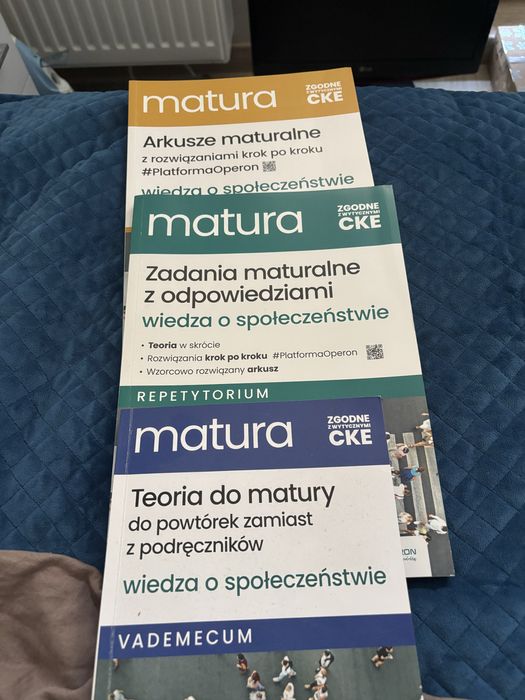 matura
ZGODNE
Z WYTYCZNYMI
CKE
Arkusze maturalne
z rozwiązaniami krok po kroku
#PlatformaOperon
wiedza o społeczeństwie
matura
ZGODNE
Z WYTYCZNYMI
CKE
Zadania maturalne
z odpowiedziami
wiedza o społeczeństwie
• Teoria w skrócie
• Rozwiązania krok po kroku #PlatformaOperon
• Wzorcowo rozwiązany arkusz
REPETYTORIUM
matura
ZGODNE
Z WYTYCZNYMI
CKE
Teoria do matury
do powtórek zamiast
z podręczników
wiedza o społeczeństwie
VADEMECUM